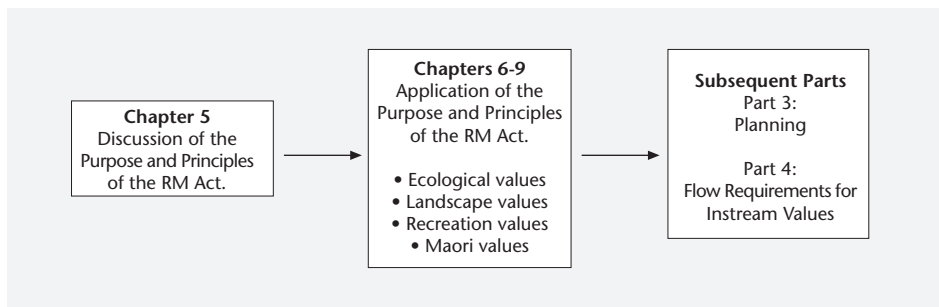 Chapter 5
Discussion of the
Purpose and Principles
of the RM Act.
Chapters 6-9
Application of the
Purpose and Principles
of the RM Act.
• Ecological values
• Landscape values
• Recreation values
• Maori values
Subsequent Parts
Part 3:
Planning
Part 4:
Flow Requirements for
Instream Values